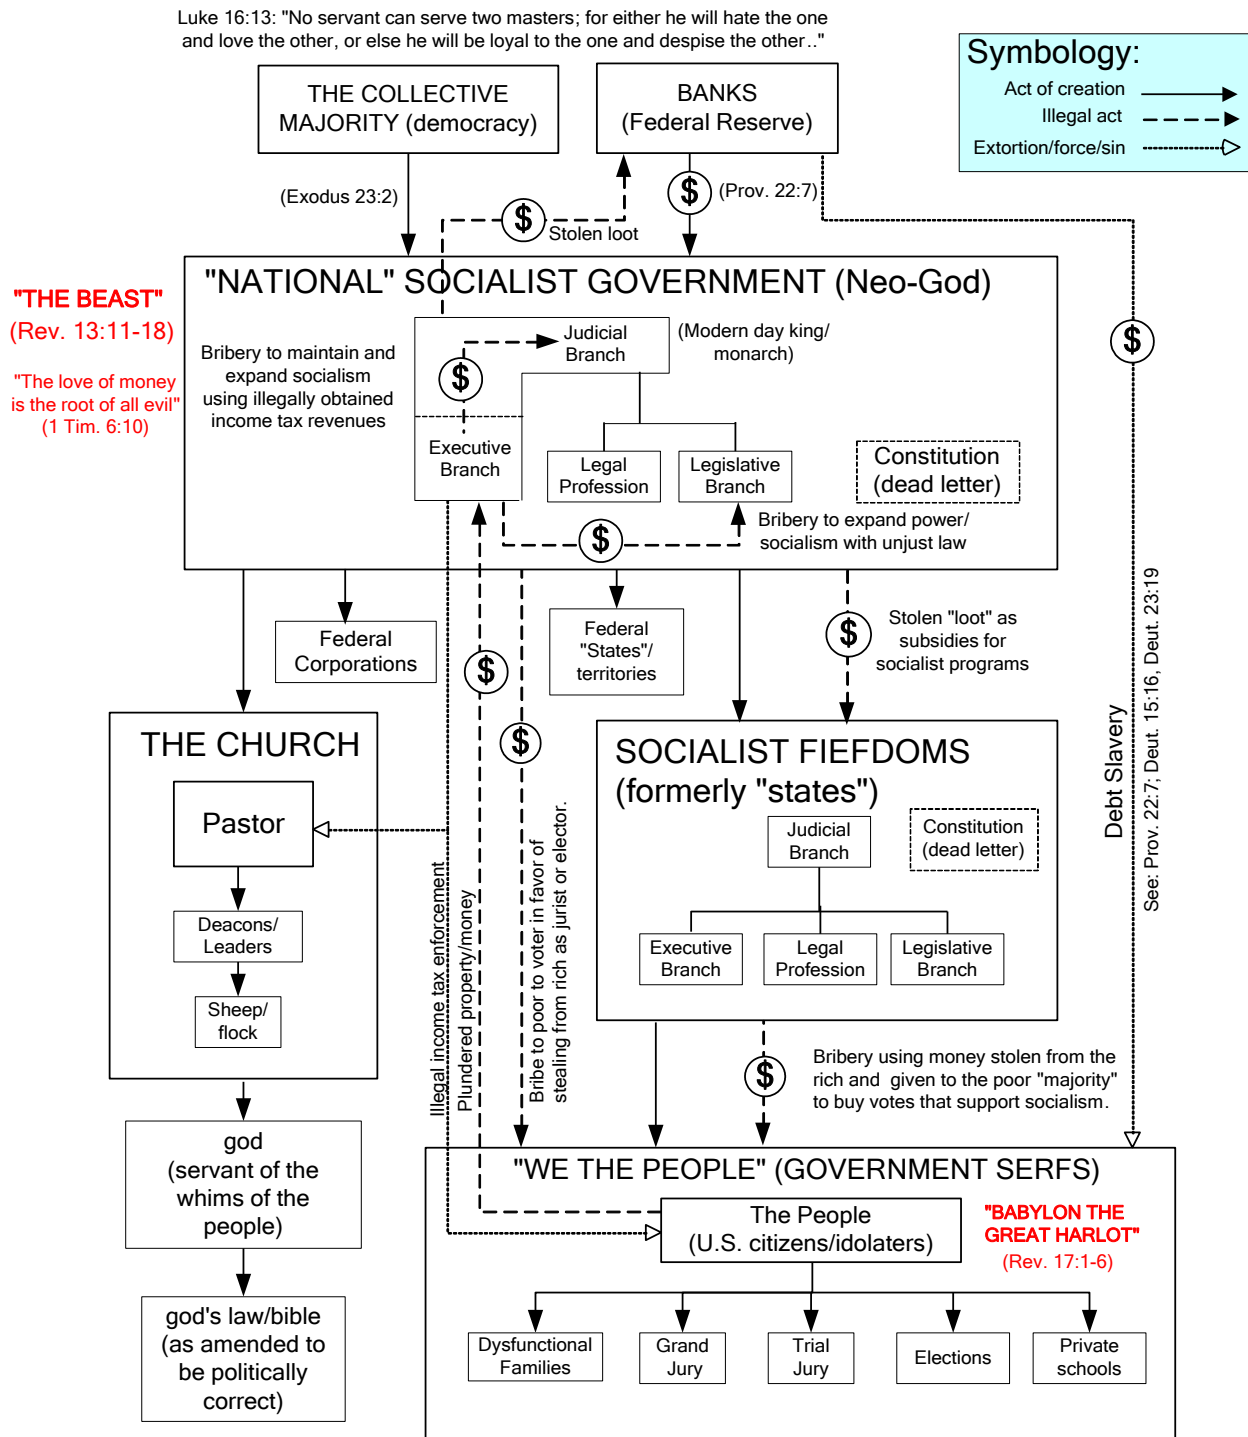 Luke 16:13: "No servant can serve two masters; for either he will hate the one
and love the other, or else he will be loyal to the one and despise the other.."
Symbology:
Act of creation
Illegal act
Extortion/force/sin
THE COLLECTIVE
MAJORITY (democracy)
BANKS
(Federal Reserve)
(Exodus 23:2)
$
Stolen loot
$
(Prov. 22:7)
"NATIONAL" SOCIALIST GOVERNMENT (Neo-God)
"THE BEAST"
(Rev. 13:11-18)
"The love of money
is the root of all evil"
(1 Tim. 6:10)
Bribery to maintain and
expand socialism
using illegally obtained
income tax revenues
$
Judicial
Branch
(Modern day king/
monarch)
Executive
Branch
Legal
Profession
Legislative
Branch
Constitution
(dead letter)
$
Bribery to expand power/
socialism with unjust law
$
Debt Slavery
See: Prov. 22:7; Deut. 15:16, Deut. 23:19
Federal
Corporations
Federal
"States"/
territories
$
Stolen "loot" as
subsidies for
socialist programs
$
$
Illegal income tax enforcement
Plundered property/money
Bribe to poor to voter in favor of
stealing from rich as jurist or elector.
THE CHURCH
Pastor
Deacons/
Leaders
Sheep/
flock
SOCIALIST FIEFDOMS
(formerly "states")
Judicial
Branch
Constitution
(dead letter)
Executive
Branch
Legal
Profession
Legislative
Branch
$
Bribery using money stolen from the
rich and given to the poor "majority"
to buy votes that support socialism.
god
(servant of the
whims of the
people)
god's law/bible
(as amended to
be politically
correct)
"WE THE PEOPLE" (GOVERNMENT SERFS)
The People
(U.S. citizens/idolaters)
"BABYLON THE
GREAT HARLOT"
(Rev. 17:1-6)
Dysfunctional
Families
Grand
Jury
Trial
Jury
Elections
Private
schools